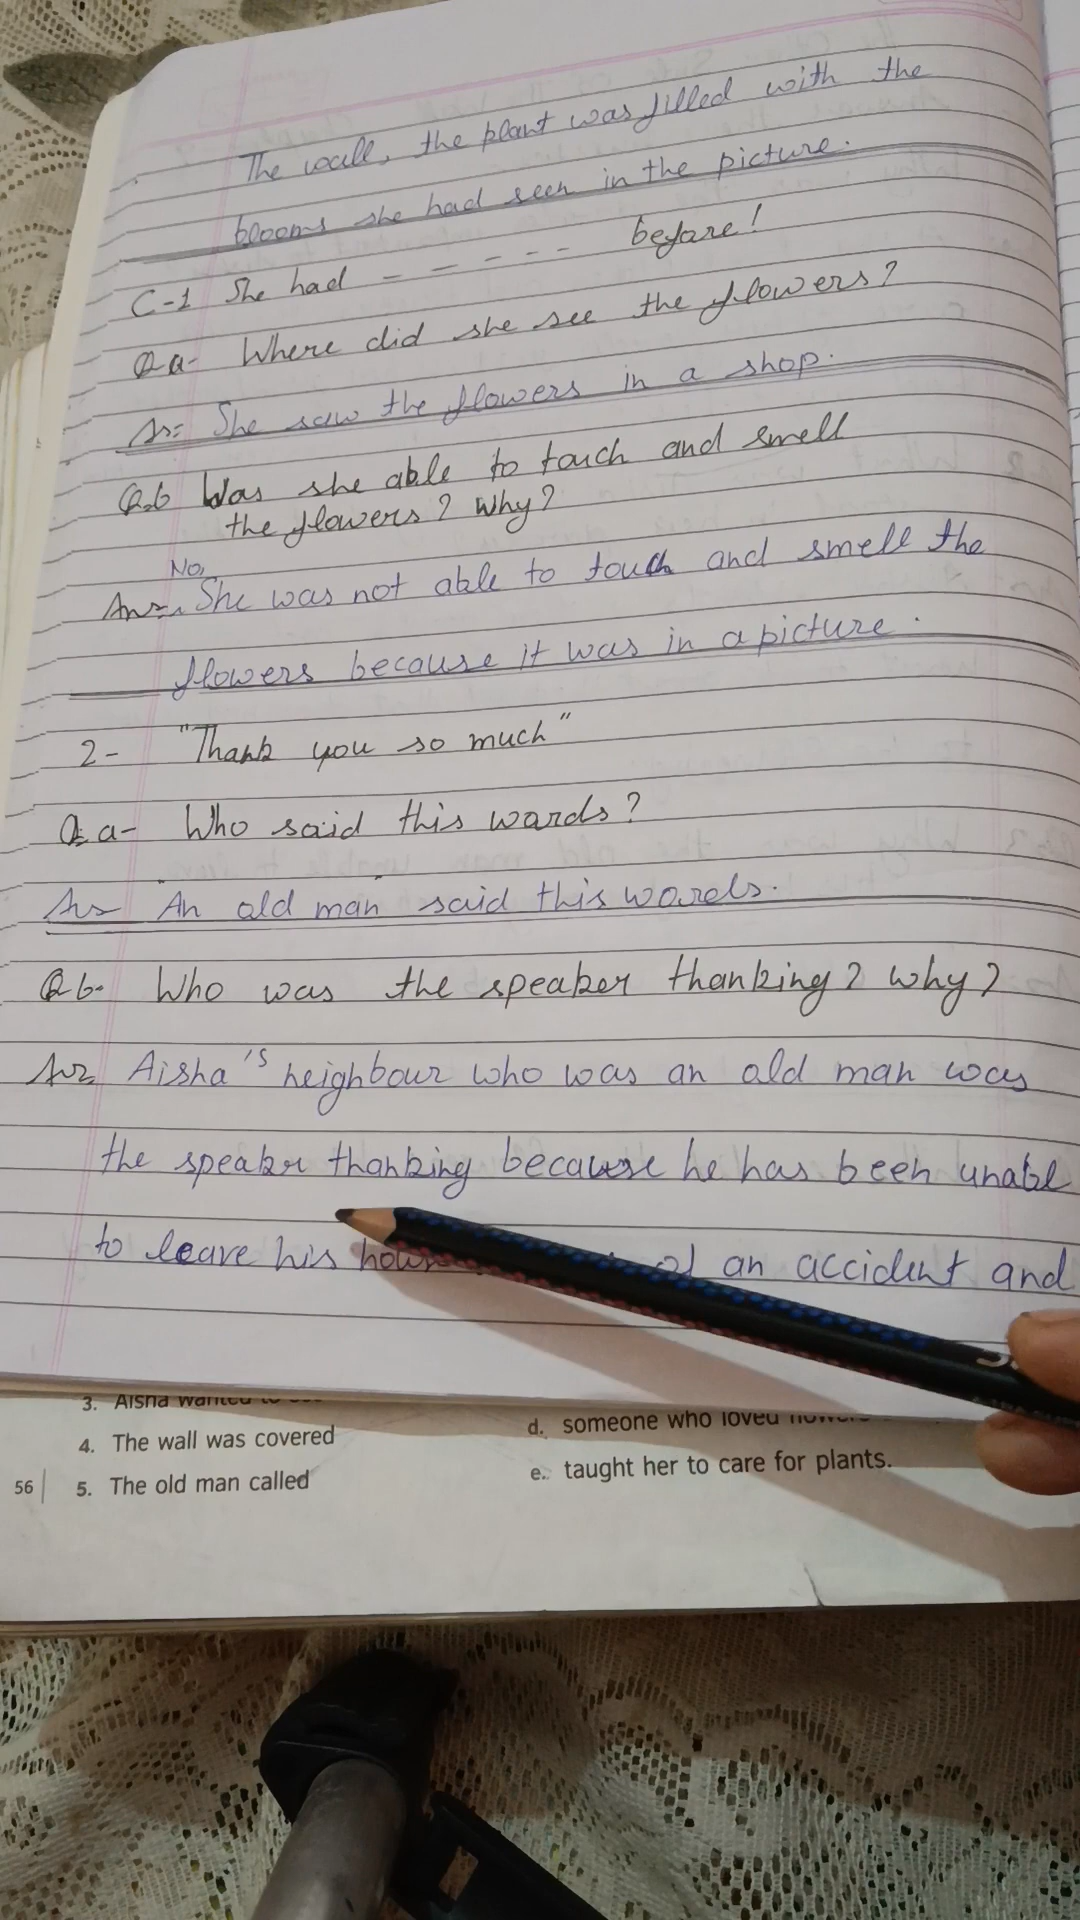 The wall, the plant was filled with the
blooms she had seen in the picture.
C-1 She had - - - - - - before!
Q a- Where did she see the flowers?
As= She saw the flowers in a shop.
Q.b Was she able to touch and smell
the flowers? Why?
No,
Ans=. She was not able to touch and smell the
flowers because it was in a picture.
2- "Thank you so much"
Q a- Who said this words?
Ans An old man said this words.
Q b- Who was the speaker thanking? why?
Ans Aisha's neighbour who was an old man was
the speakr thanking because he has been unabl
to leave his an accident and
3. Aisha wanted to
4. The wall was covered
5. The old man called
d. someone who loved flowers
e. taught her to care for plants.
56